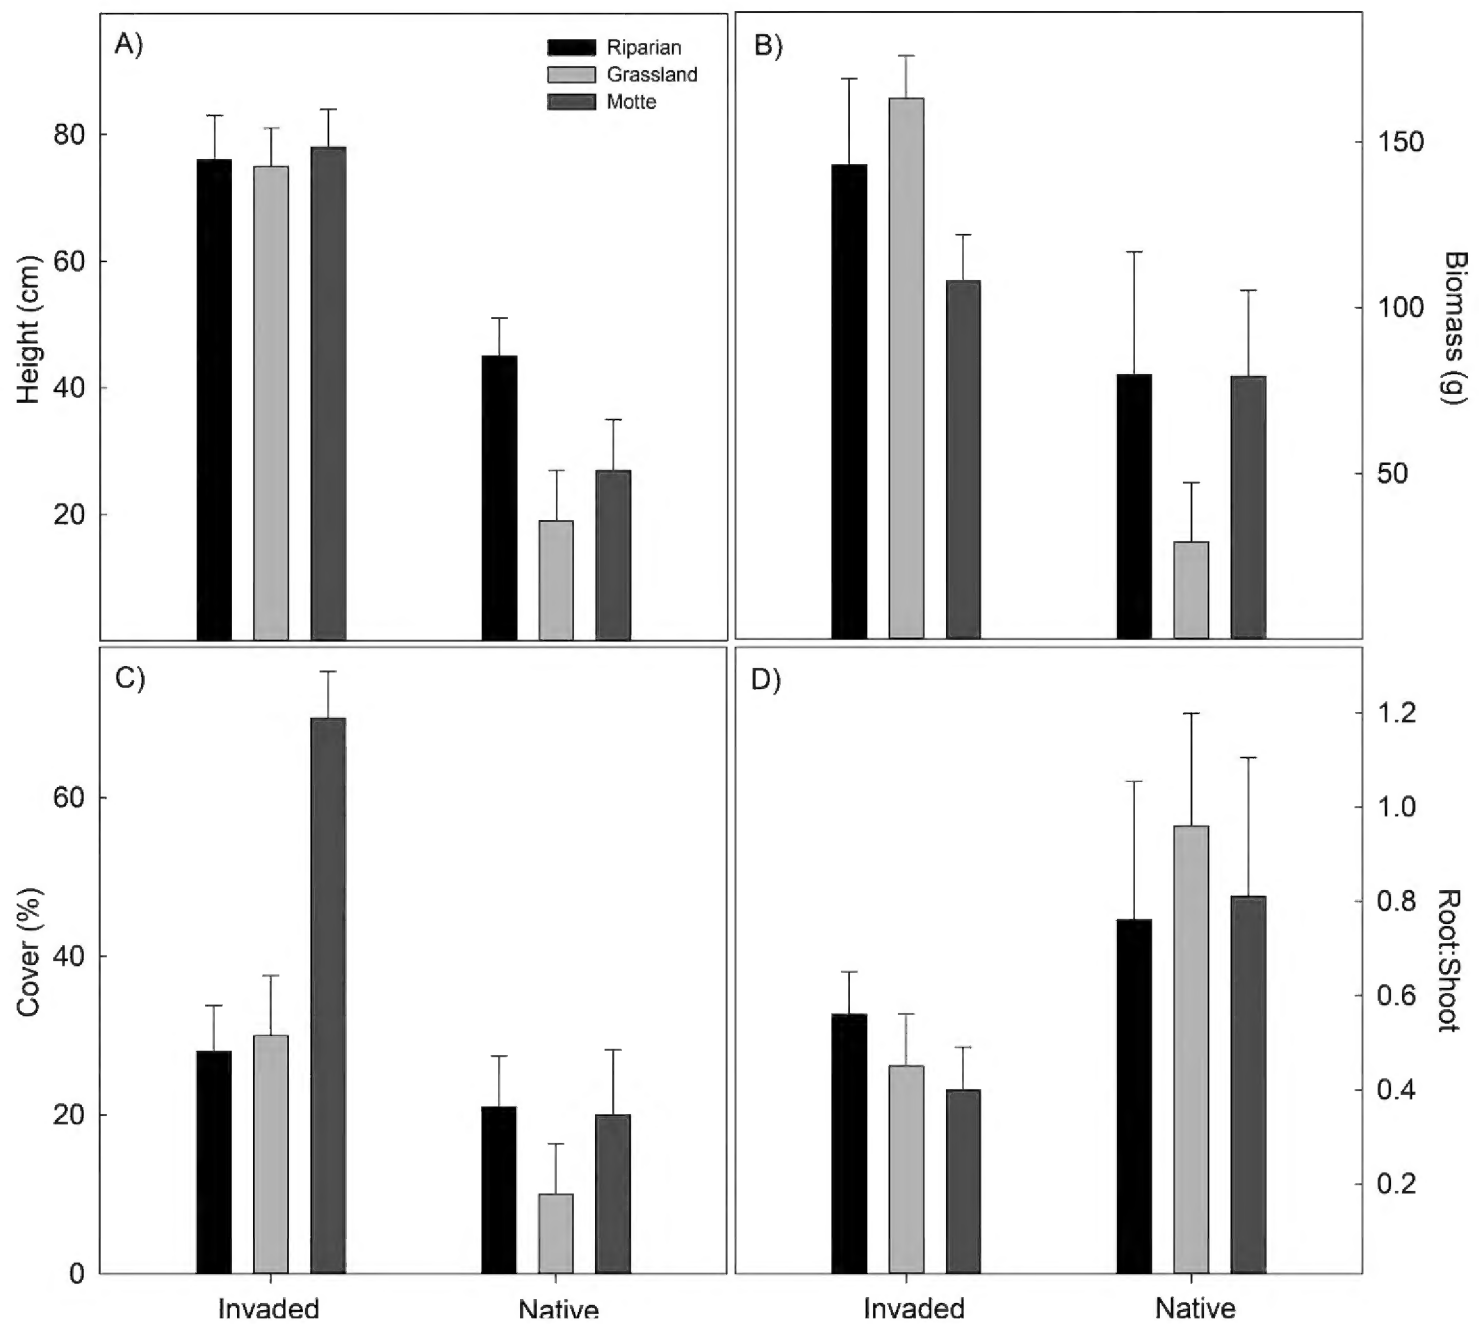 A)
Riparian
Grassland
Motte
80
60
40
20
Height (cm)
B)
150
100
50
Biomass (g)
C)
60
40
20
0
Cover (%)
Invaded
Native
D)
1.2
1.0
0.8
0.6
0.4
0.2
Root:Shoot
Invaded
Native